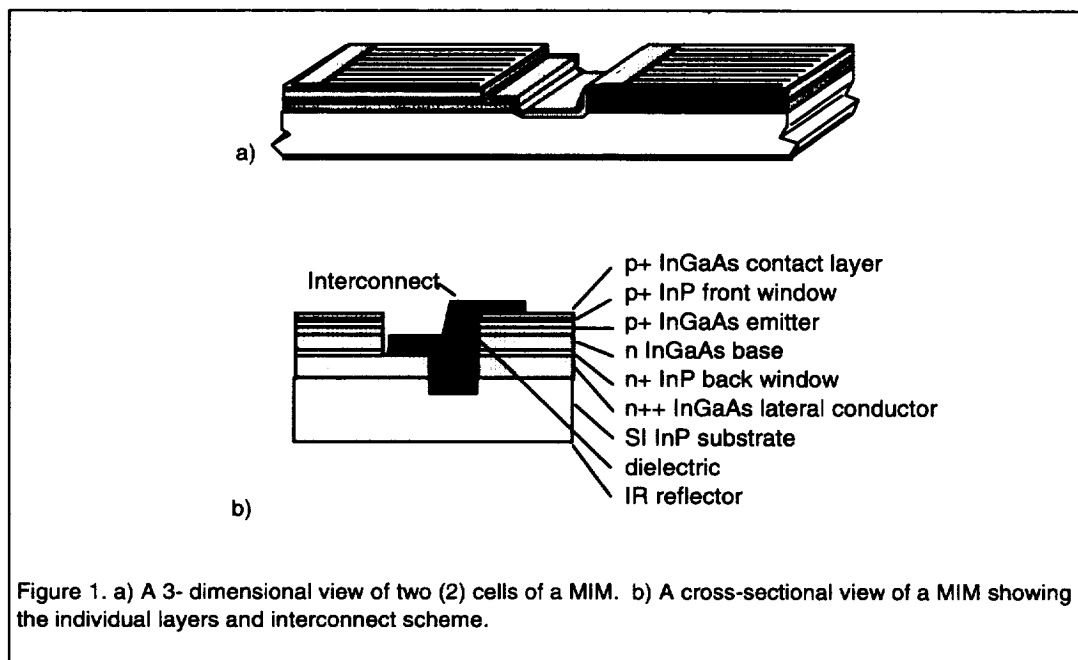 a)
Interconnect
p+ InGaAs contact layer
p+ InP front window
p+ InGaAs emitter
n InGaAs base
n+ InP back window
n++ InGaAs lateral conductor
SI InP substrate
dielectric
IR reflector
b)
Figure 1. a) A 3- dimensional view of two (2) cells of a MIM. b) A cross-sectional view of a MIM showing
the individual layers and interconnect scheme.